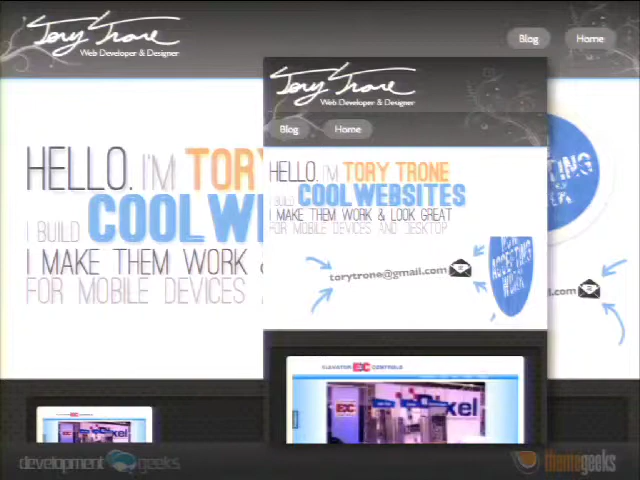 Tory Trone
Web Developer & Designer
Blog
Home
HELLO. I'M TORY
I BUILD COOL WE
I MAKE THEM WORK &
FOR MOBILE DEVICES
Tory Trone
Web Developer & Designer
Blog
Home
HELLO. I'M TORY TRONE
I BUILD COOL WEBSITES
I MAKE THEM WORK & LOOK GREAT
FOR MOBILE DEVICES AND DESKTOP
torytrone@gmail.com
ACCEPTING
WORK
.com
ELEVATOR CONTROLS
pixel
development geeks
themegeeks